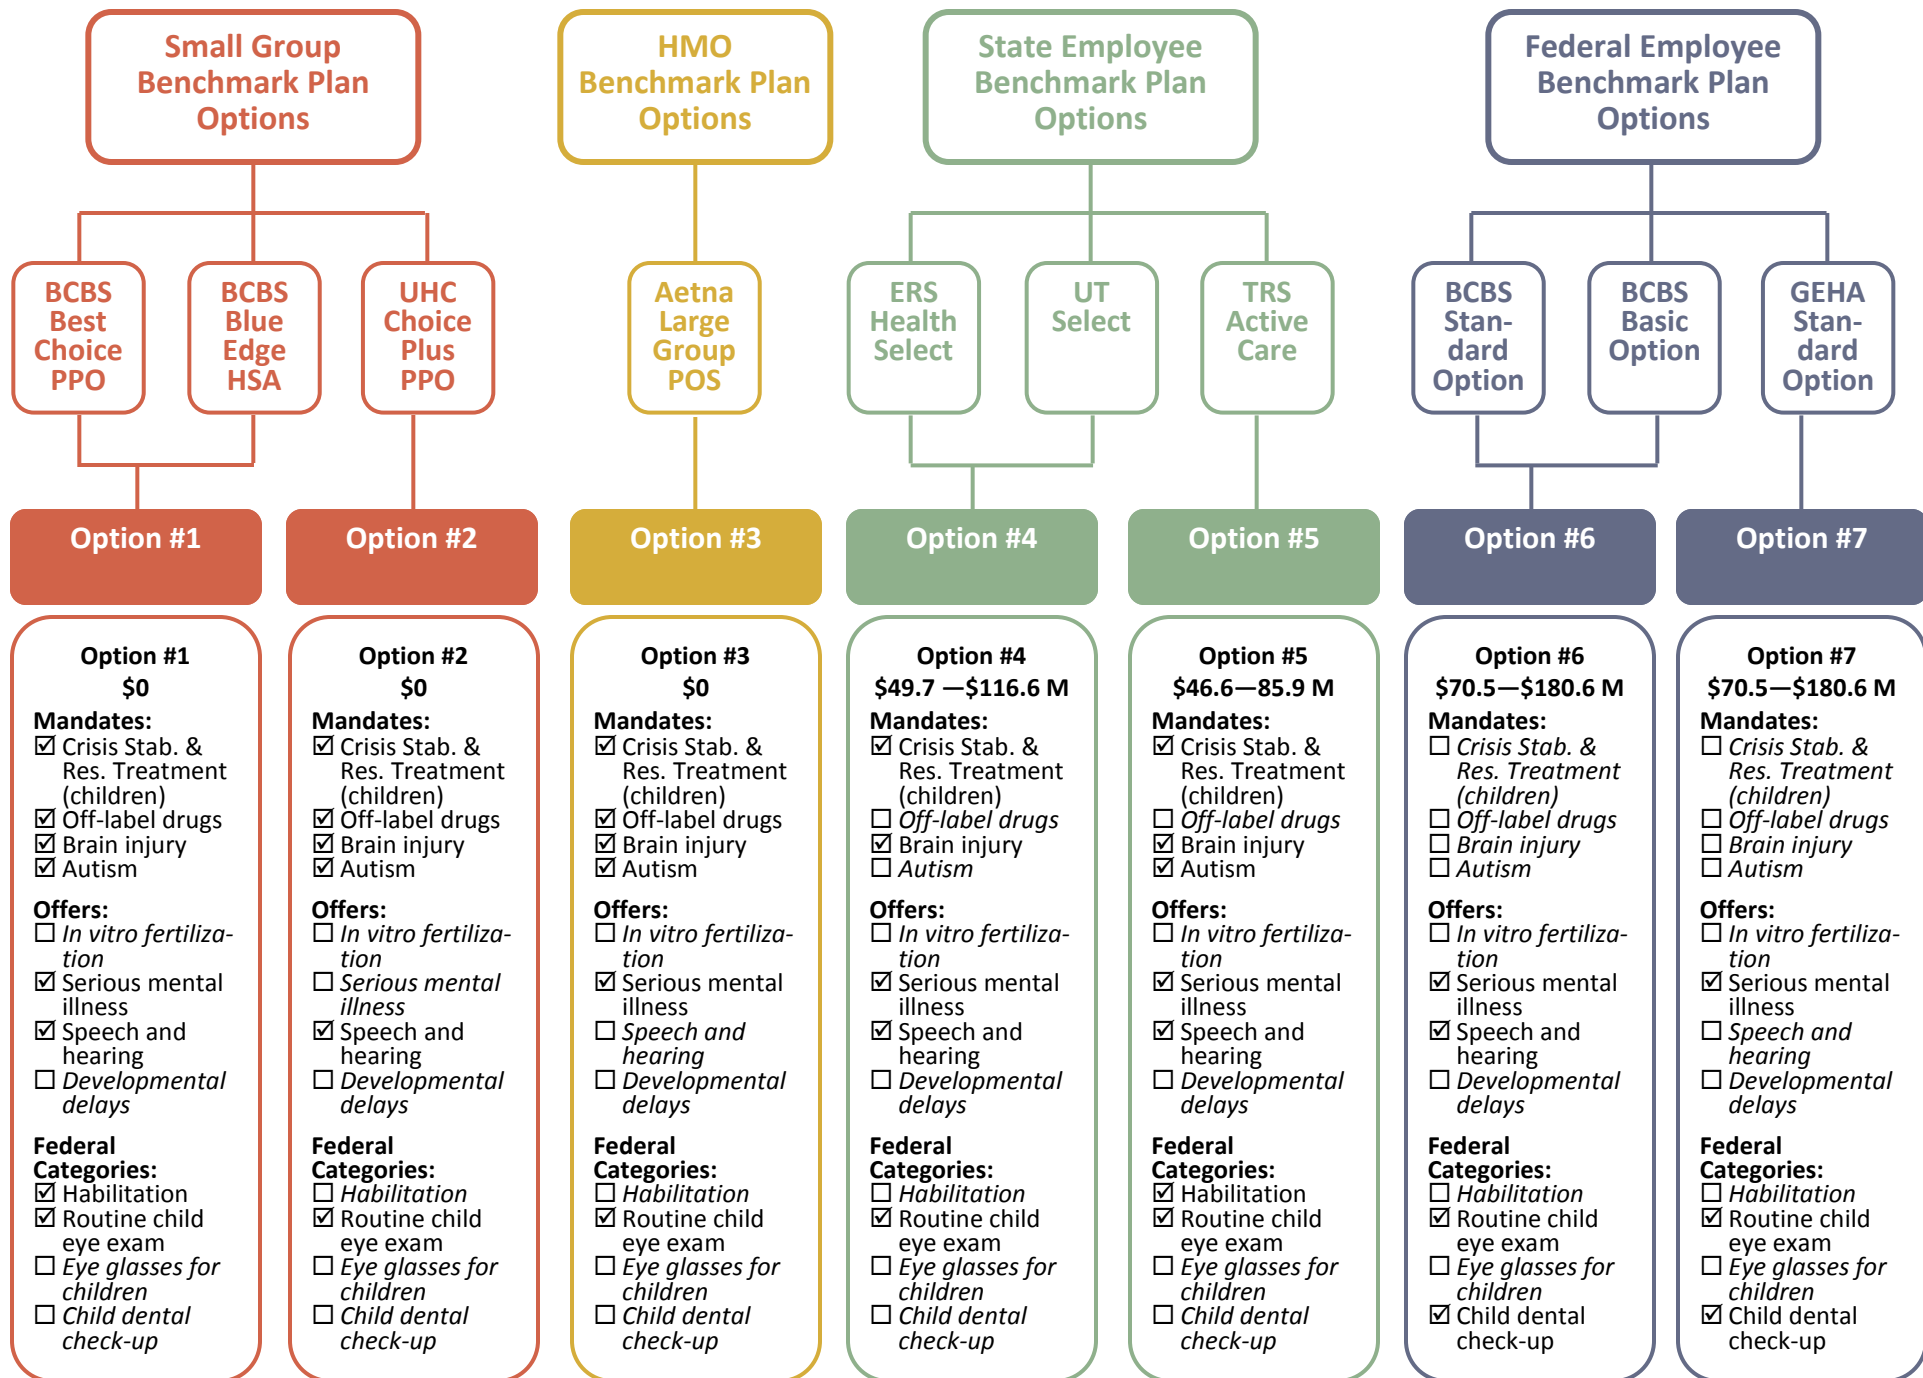 Small Group
Benchmark Plan
Options
HMO
Benchmark Plan
Options
State Employee
Benchmark Plan
Options
Federal Employee
Benchmark Plan
Options
BCBS
Best
Choice
PPO
BCBS
Blue
Edge
HSA
UHC
Choice
Plus
PPO
Aetna
Large
Group
POS
ERS
Health
Select
UT
Select
TRS
Active
Care
BCBS
Stan-
dard
Option
BCBS
Basic
Option
GEHA
Stan-
dard
Option
Option #1
Option #2
Option #3
Option #4
Option #5
Option #6
Option #7
Option #1
$0
Mandates:
☑ Crisis Stab. &
Res. Treatment
(children)
☑ Off-label drugs
☑ Brain injury
☑ Autism
Offers:
☐ In vitro fertiliza-
tion
☑ Serious mental
illness
☑ Speech and
hearing
☐ Developmental
delays
Federal
Categories:
☑ Habilitation
☑ Routine child
eye exam
☐ Eye glasses for
children
☐ Child dental
check-up
Option #2
$0
Mandates:
☑ Crisis Stab. &
Res. Treatment
(children)
☑ Off-label drugs
☑ Brain injury
☑ Autism
Offers:
☐ In vitro fertiliza-
tion
☐ Serious mental
illness
☑ Speech and
hearing
☐ Developmental
delays
Federal
Categories:
☐ Habilitation
☑ Routine child
eye exam
☐ Eye glasses for
children
☐ Child dental
check-up
Option #3
$0
Mandates:
☑ Crisis Stab. &
Res. Treatment
(children)
☑ Off-label drugs
☑ Brain injury
☑ Autism
Offers:
☐ In vitro fertiliza-
tion
☑ Serious mental
illness
☐ Speech and
hearing
☐ Developmental
delays
Federal
Categories:
☐ Habilitation
☑ Routine child
eye exam
☐ Eye glasses for
children
☐ Child dental
check-up
Option #4
$49.7 —$116.6 M
Mandates:
☑ Crisis Stab. &
Res. Treatment
(children)
☐ Off-label drugs
☑ Brain injury
☐ Autism
Offers:
☐ In vitro fertiliza-
tion
☑ Serious mental
illness
☑ Speech and
hearing
☐ Developmental
delays
Federal
Categories:
☐ Habilitation
☑ Routine child
eye exam
☐ Eye glasses for
children
☐ Child dental
check-up
Option #5
$46.6—85.9 M
Mandates:
☑ Crisis Stab. &
Res. Treatment
(children)
☐ Off-label drugs
☑ Brain injury
☑ Autism
Offers:
☐ In vitro fertiliza-
tion
☑ Serious mental
illness
☑ Speech and
hearing
☐ Developmental
delays
Federal
Categories:
☑ Habilitation
☑ Routine child
eye exam
☐ Eye glasses for
children
☐ Child dental
check-up
Option #6
$70.5—$180.6 M
Mandates:
☐ Crisis Stab. &
Res. Treatment
(children)
☐ Off-label drugs
☐ Brain injury
☐ Autism
Offers:
☐ In vitro fertiliza-
tion
☑ Serious mental
illness
☑ Speech and
hearing
☐ Developmental
delays
Federal
Categories:
☐ Habilitation
☑ Routine child
eye exam
☐ Eye glasses for
children
☑ Child dental
check-up
Option #7
$70.5—$180.6 M
Mandates:
☐ Crisis Stab. &
Res. Treatment
(children)
☐ Off-label drugs
☐ Brain injury
☐ Autism
Offers:
☐ In vitro fertiliza-
tion
☑ Serious mental
illness
☐ Speech and
hearing
☐ Developmental
delays
Federal
Categories:
☐ Habilitation
☑ Routine child
eye exam
☐ Eye glasses for
children
☑ Child dental
check-up